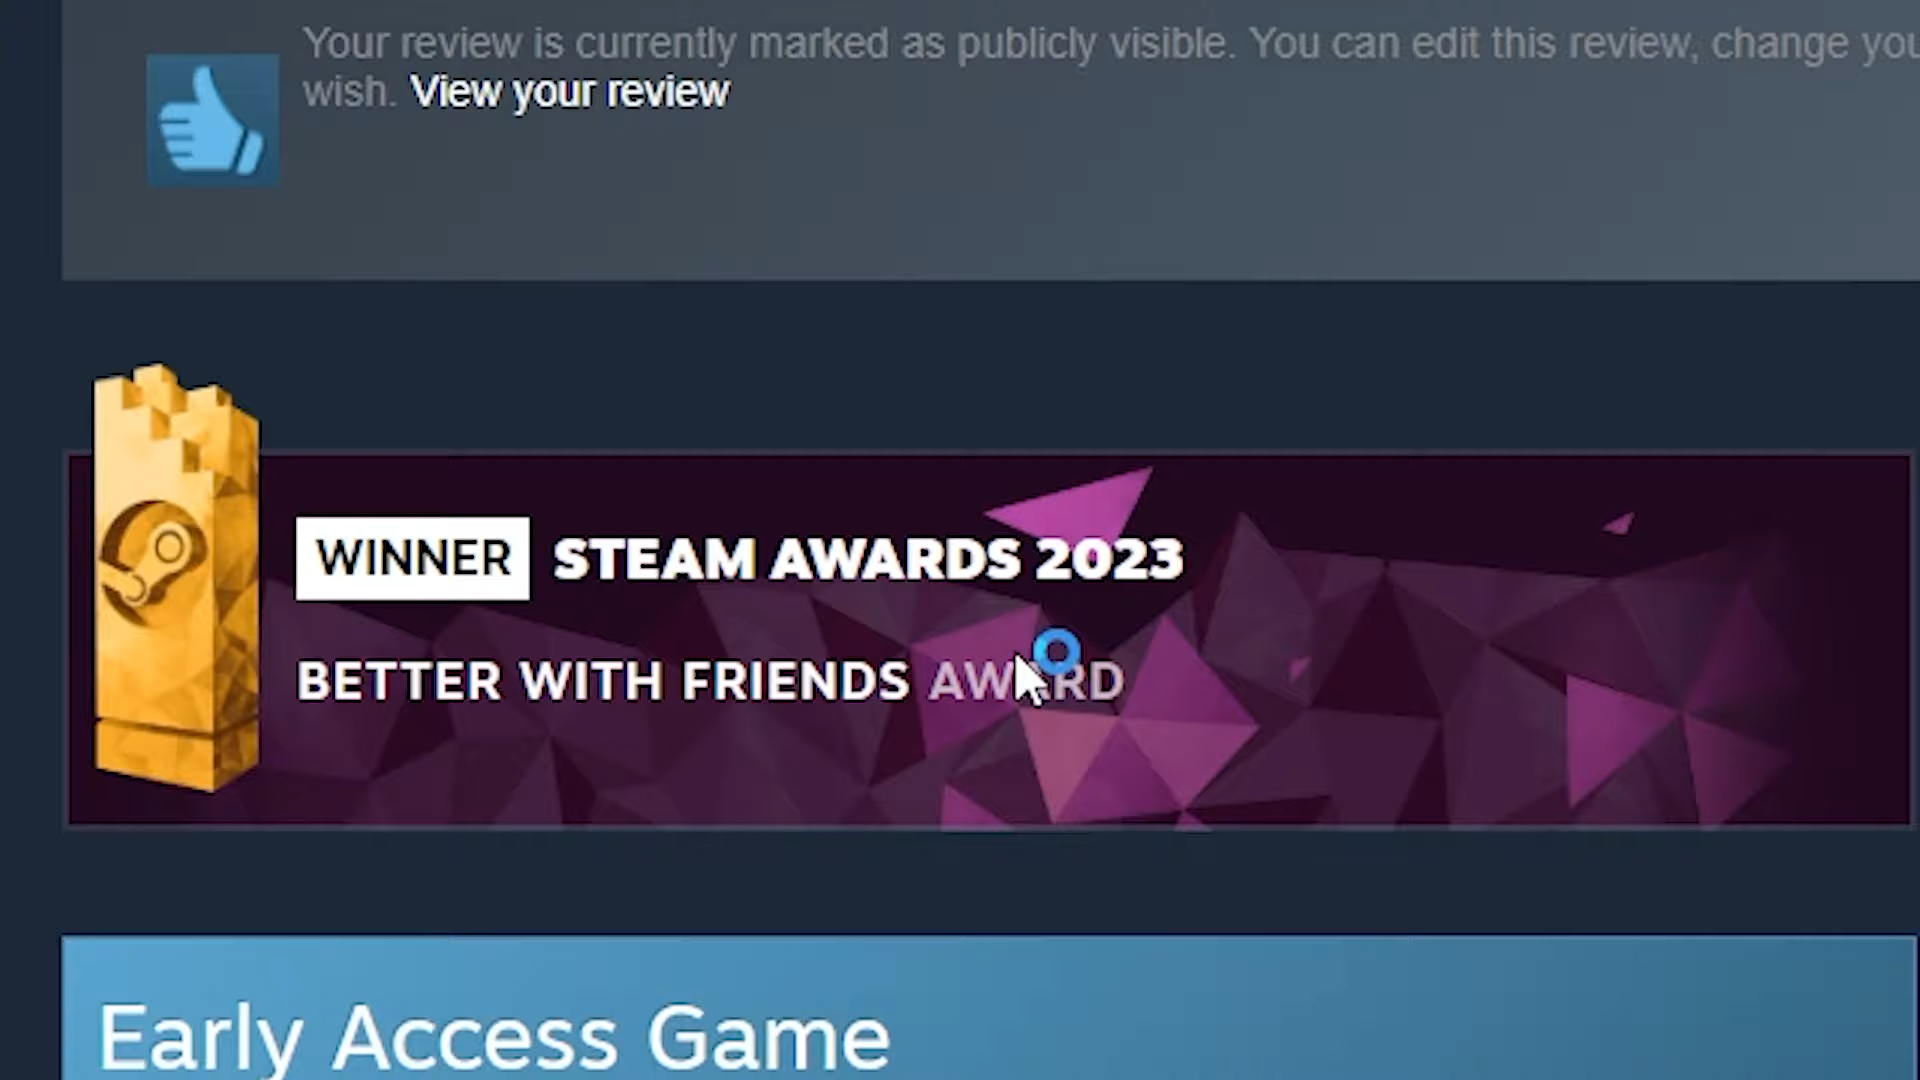 Your review is currently marked as publicly visible. You can edit this review, change
wish. View your review
WINNER STEAM AWARDS 2023
BETTER WITH FRIENDS AWARD
Early Access Game